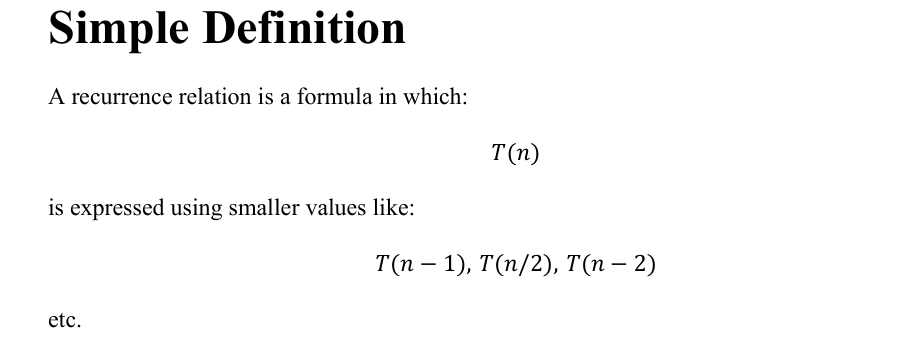 Simple Definition
A recurrence relation is a formula in which:
T(n)
is expressed using smaller values like:
T(n − 1), T(n/2), T(n − 2)
etc.